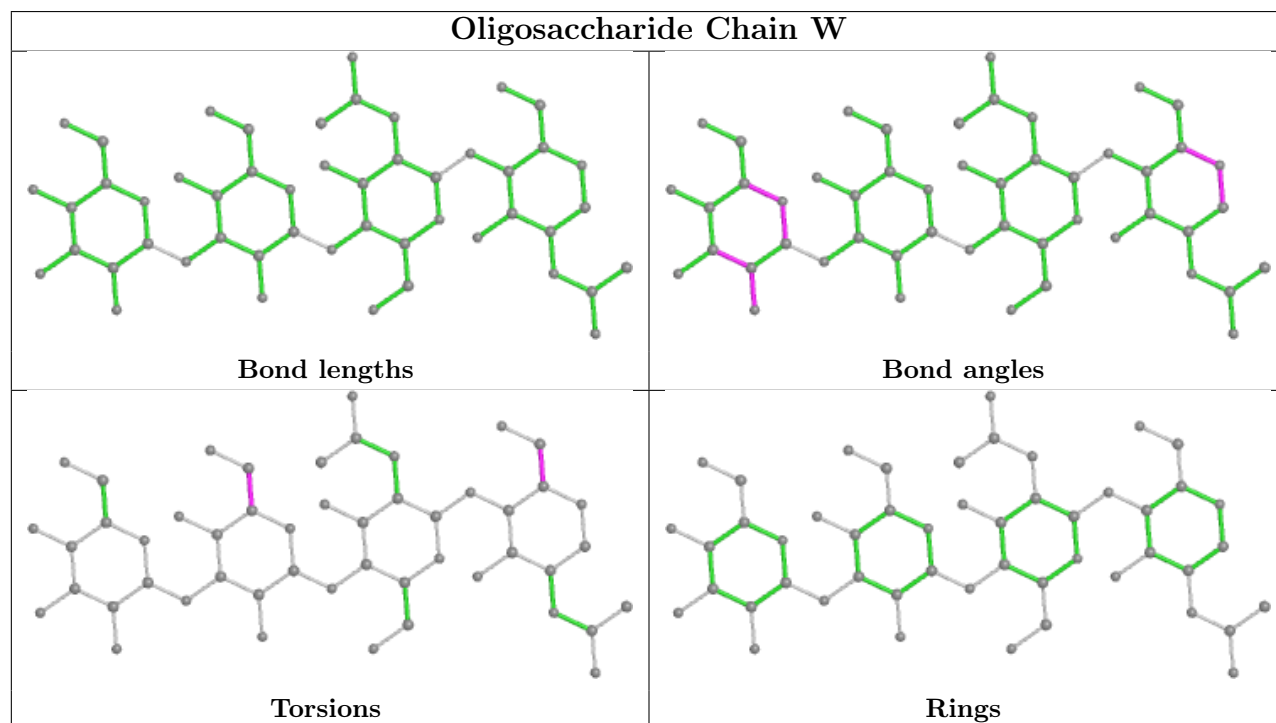 Oligosaccharide Chain W
Bond lengths
Bond angles
Torsions
Rings